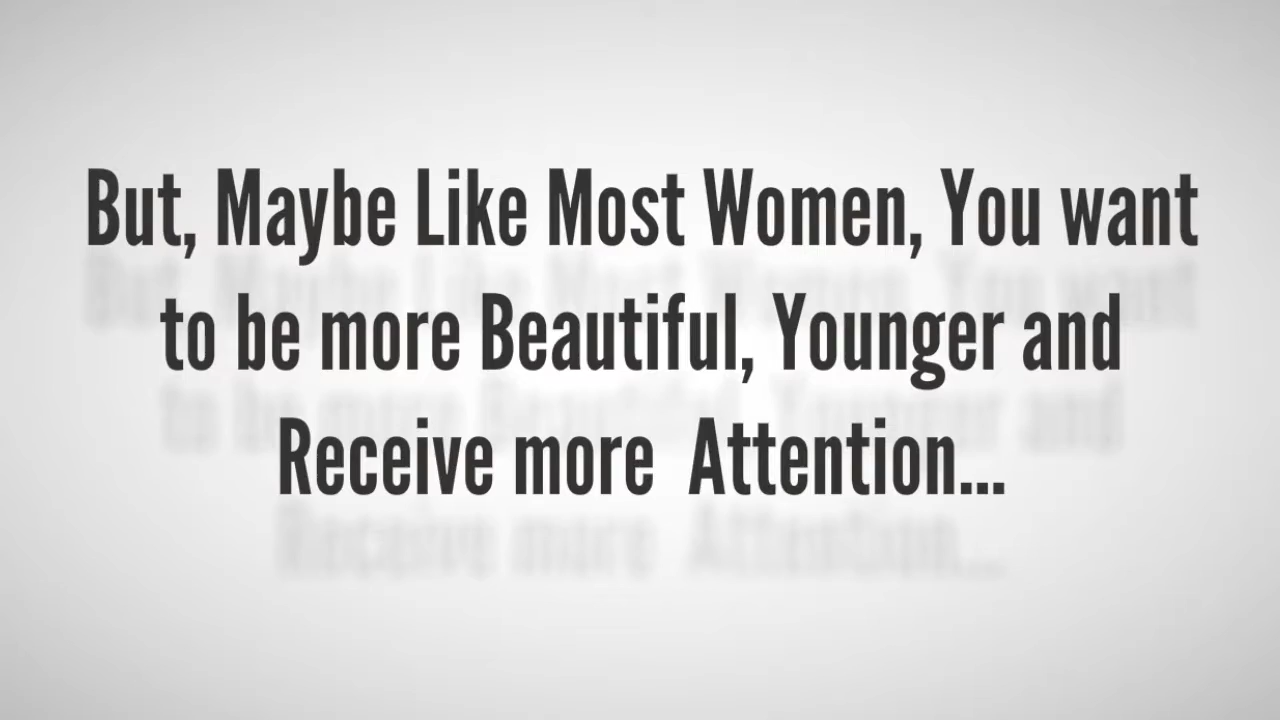 But, Maybe Like Most Women, You want
to be more Beautiful, Younger and
Receive more  Attention...